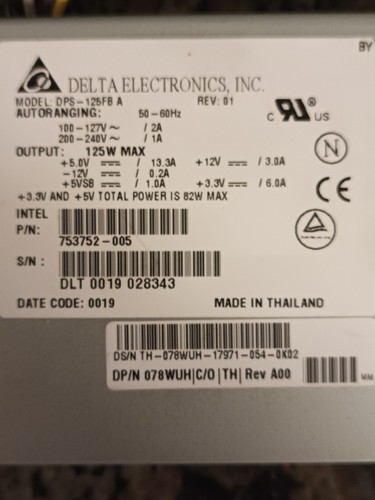 BY
DELTA ELECTRONICS, INC.
MODEL: DPS-125FB A REV: 01
AUTORANGING: 50-60Hz
100-127V ~ / 2A
200-240V ~ / 1A
OUTPUT: 125W MAX
+5.0V / 13.3A +12V / 3.0A
-12V / 0.2A
+5VSB / 1.0A +3.3V / 6.0A
+3.3V AND +5V TOTAL POWER IS 82W MAX
C RU ® US
N
CE
INTEL
P/N:
753752-005
S/N :
DLT 0019 028343
DATE CODE: 0019 MADE IN THAILAND
DS/N TH-078WUH-17971-054-0K02
DP/N 078WUH|C/O |TH| Rev A00
MM